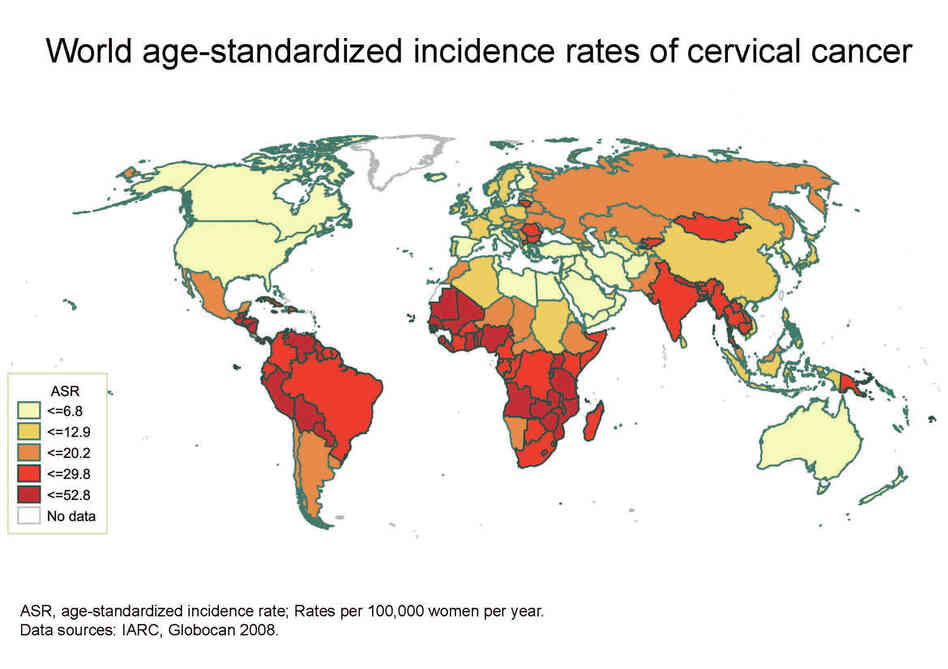 World age-standardized incidence rates of cervical cancer
ASR
<=6.8
<=12.9
<=20.2
<=29.8
<=52.8
No data
ASR, age-standardized incidence rate; Rates per 100,000 women per year.
Data sources: IARC, Globocan 2008.